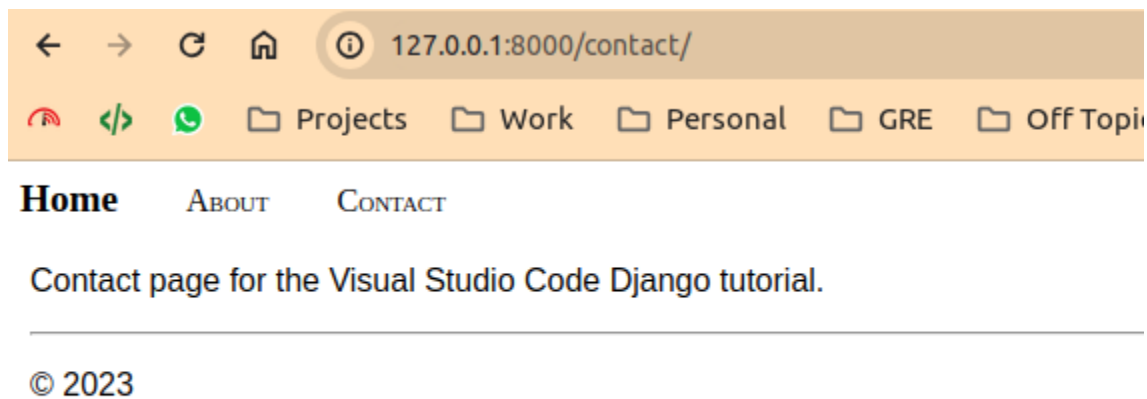 127.0.0.1:8000/contact/
Projects Work Personal GRE Off Topic
Home About Contact
Contact page for the Visual Studio Code Django tutorial.
© 2023